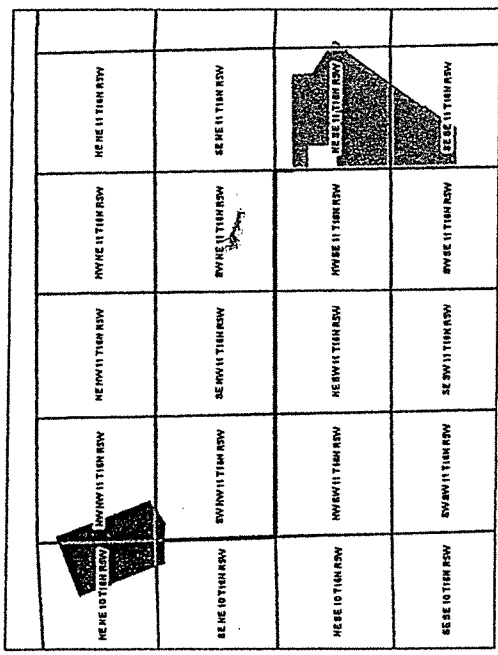 NE NE 10 T16N R5W
NW NW 11 T16N R5W
NE NW 11 T16N R5W
NW NE 11 T16N R5W
NE NE 11 T16N R5W
SE NE 10 T16N R5W
SW NW 11 T16N R5W
SE NW 11 T16N R5W
SW NE 11 T16N R5W
SE NE 11 T16N R5W
NE SE 10 T16N R5W
NW SW 11 T16N R5W
NE SW 11 T16N R5W
NW SE 11 T16N R5W
NE SE 11 T16N R5W
SE SE 10 T16N R5W
SW SW 11 T16N R5W
SE SW 11 T16N R5W
SW SE 11 T16N R5W
SE SE 11 T16N R5W